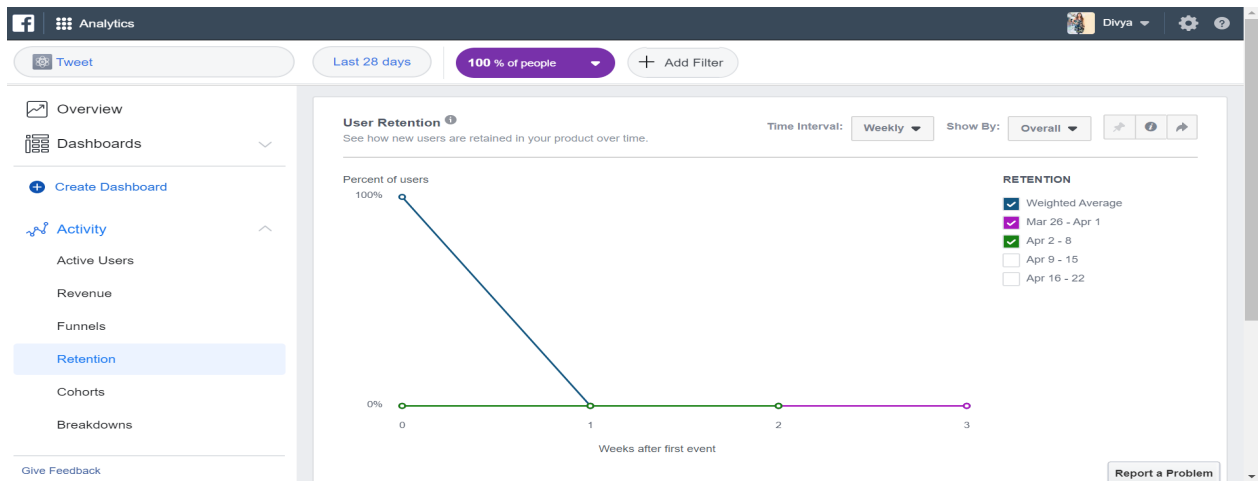 Analytics
Divya
Tweet
Last 28 days
100 % of people
Add Filter
Overview
Dashboards
Create Dashboard
Activity
Active Users
Revenue
Funnels
Retention
Cohorts
Breakdowns
Give Feedback
User Retention
See how new users are retained in your product over time.
Time Interval: Weekly
Show By: Overall
Percent of users
100%
0%
0 1 2 3
Weeks after first event
RETENTION
Weighted Average
Mar 26 - Apr 1
Apr 2 - 8
Apr 9 - 15
Apr 16 - 22
Report a Problem